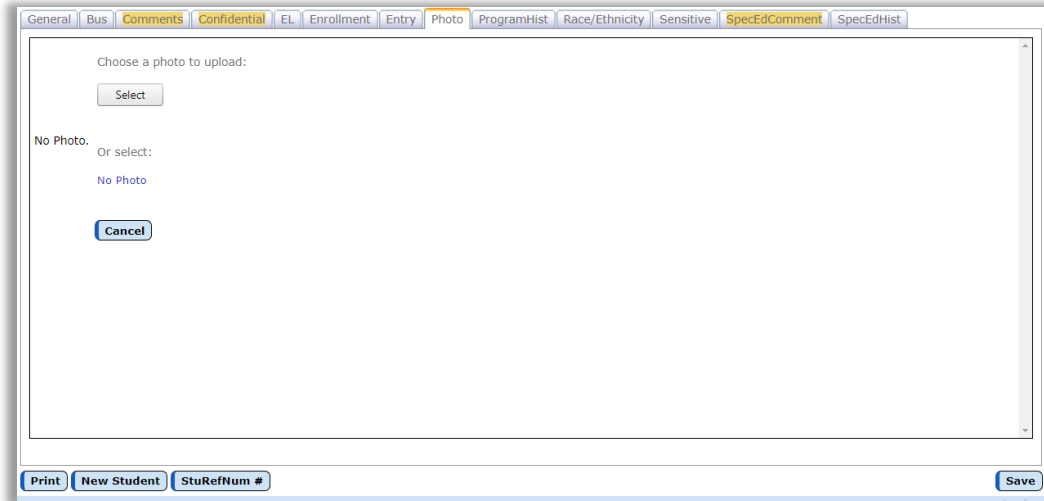 General Bus Comments Confidential EL Enrollment Entry Photo ProgramHist Race/Ethnicity Sensitive SpecEdComment SpecEdHist
Choose a photo to upload:
Select
No Photo.
Or select:
No Photo
Cancel
Print New Student StuRefNum # Save